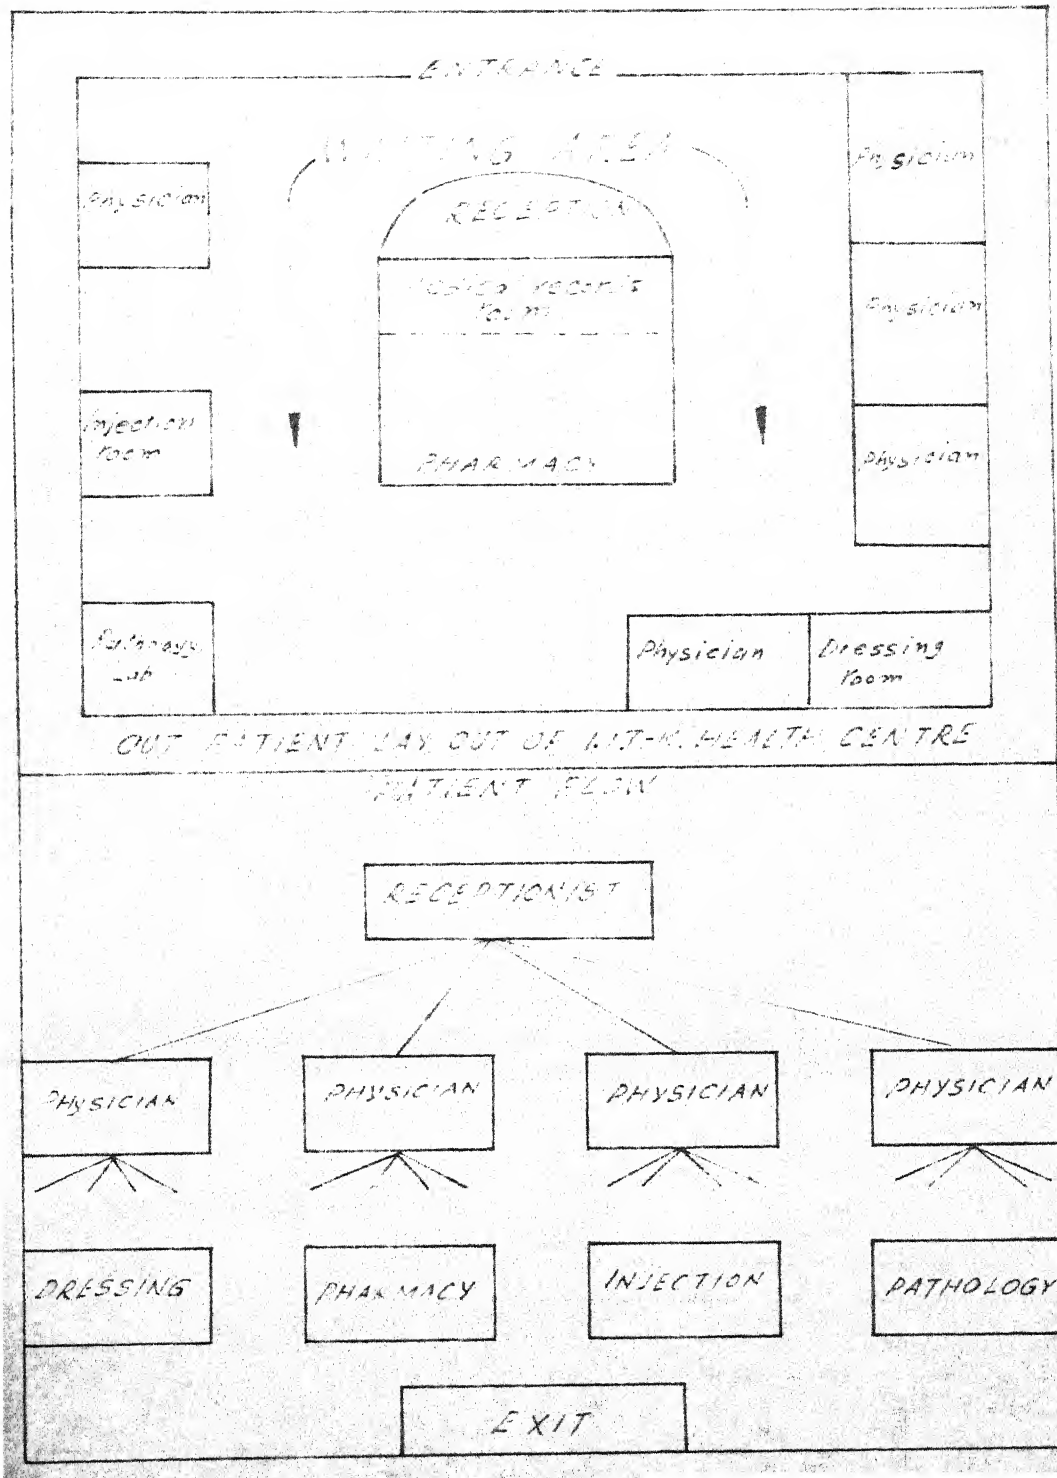 ENTRANCE
WAITING AREA
Physician
Physician
RECEPTION
Medical records
room
Physician
Injection
room
PHARMACY
Physician
Pathology
Lab
Physician
Dressing
room
OUT PATIENT LAY OUT OF I.I.T-K. HEALTH CENTRE
PATIENT FLOW
RECEPTIONIST
PHYSICIAN
PHYSICIAN
PHYSICIAN
PHYSICIAN
DRESSING
PHARMACY
INJECTION
PATHOLOGY
EXIT